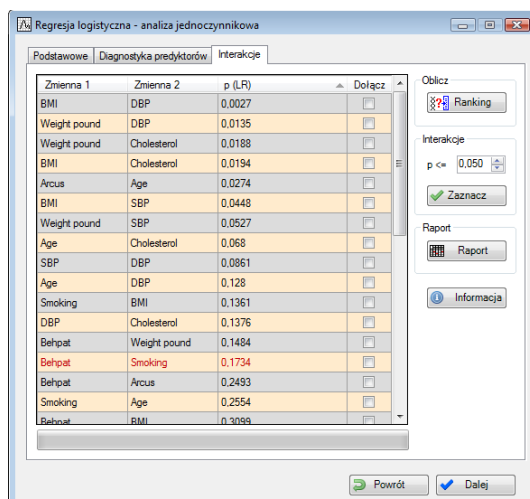 Regresja logistyczna - analiza jednoczynnikowa
Podstawowe Diagnostyka predyktorów Interakcje
Zmienna 1 Zmienna 2 p (LR) Dołącz
BMI DBP 0,0027
Weight pound DBP 0,0135
Weight pound Cholesterol 0,0188
BMI Cholesterol 0,0194
Arcus Age 0,0274
BMI SBP 0,0448
Weight pound SBP 0,0527
Age Cholesterol 0,068
SBP DBP 0,0861
Age DBP 0,128
Smoking BMI 0,1361
DBP Cholesterol 0,1376
Behpat Weight pound 0,1484
Behpat Smoking 0,1734
Behpat Arcus 0,2493
Smoking Age 0,2554
Behpat BMI 0,3099
Oblicz
Ranking
Interakcje
p <= 0,050
Zaznacz
Raport
Raport
Informacja
Powrót Dalej